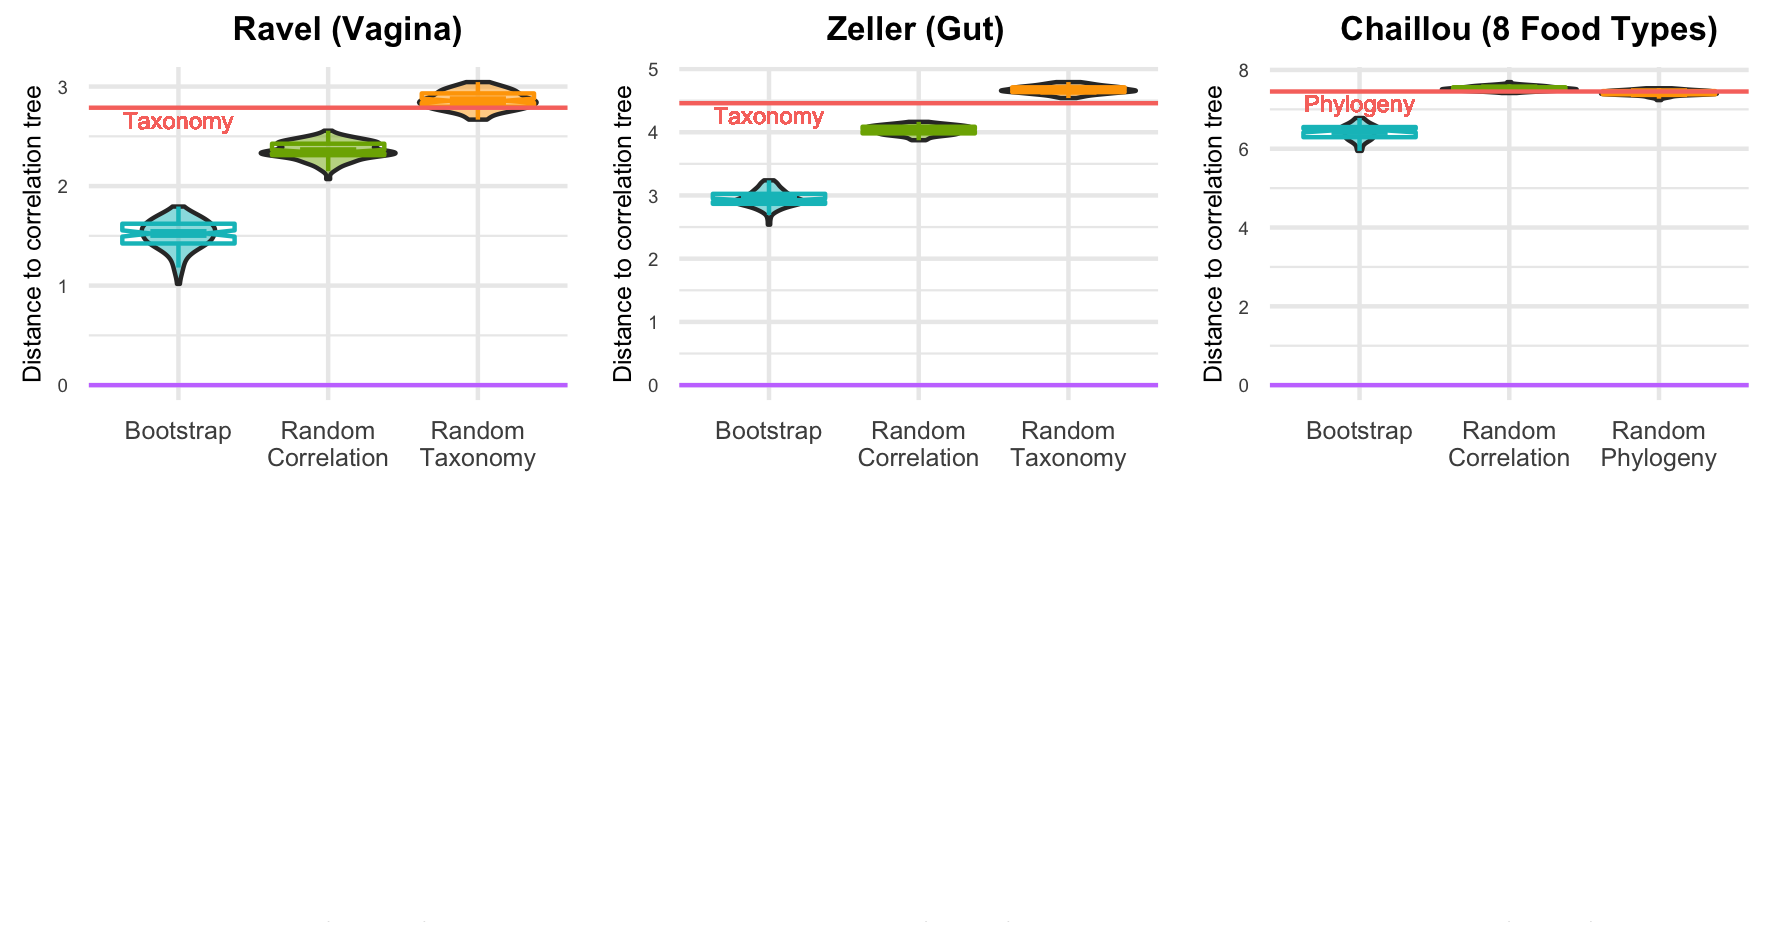 Ravel (Vagina)
Distance to correlation tree
3
2
1
0
Taxonomy
Bootstrap
Random
Correlation
Random
Taxonomy
Zeller (Gut)
Distance to correlation tree
5
4
3
2
1
0
Taxonomy
Bootstrap
Random
Correlation
Random
Taxonomy
Chaillou (8 Food Types)
Distance to correlation tree
8
6
4
2
0
Phylogeny
Bootstrap
Random
Correlation
Random
Phylogeny